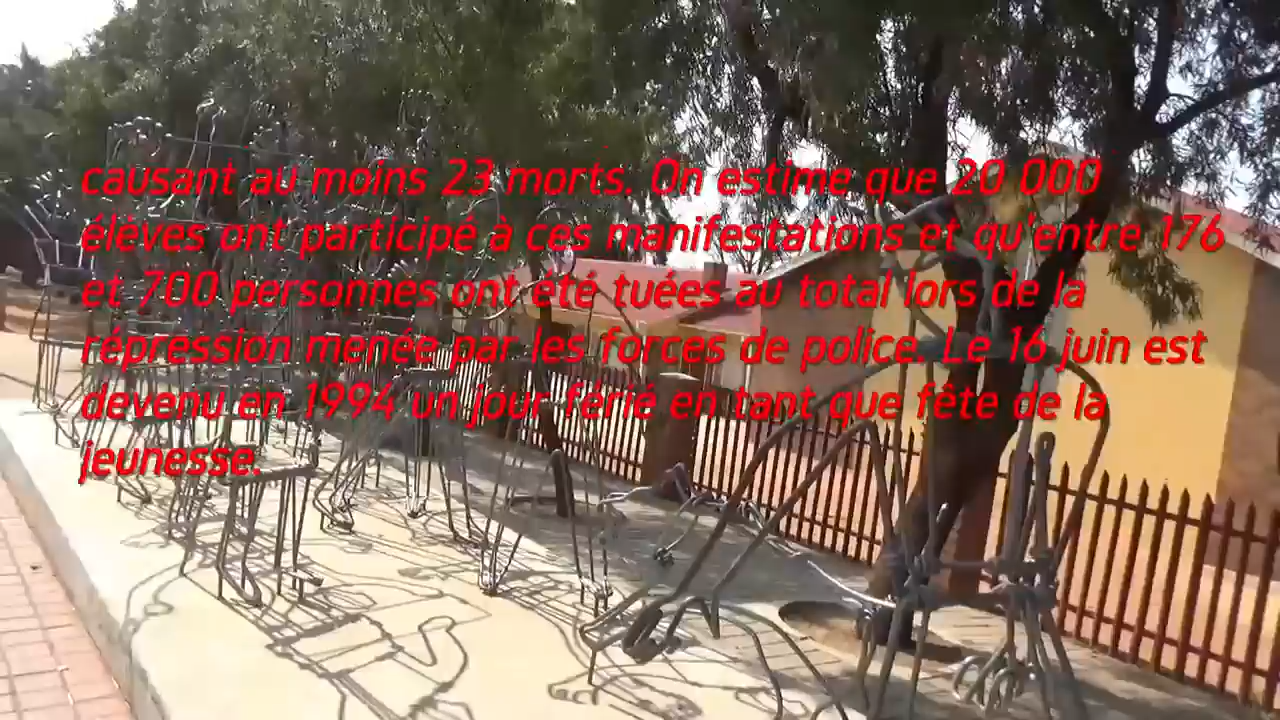 causant au moins 23 morts. On estime que 20 000
élèves ont participé à ces manifestations et qu'entre 176
et 700 personnes ont été tuées au total lors de la
répression menée par les forces de police. Le 16 juin est
devenu en 1994 un jour férié en tant que fête de la
jeunesse.